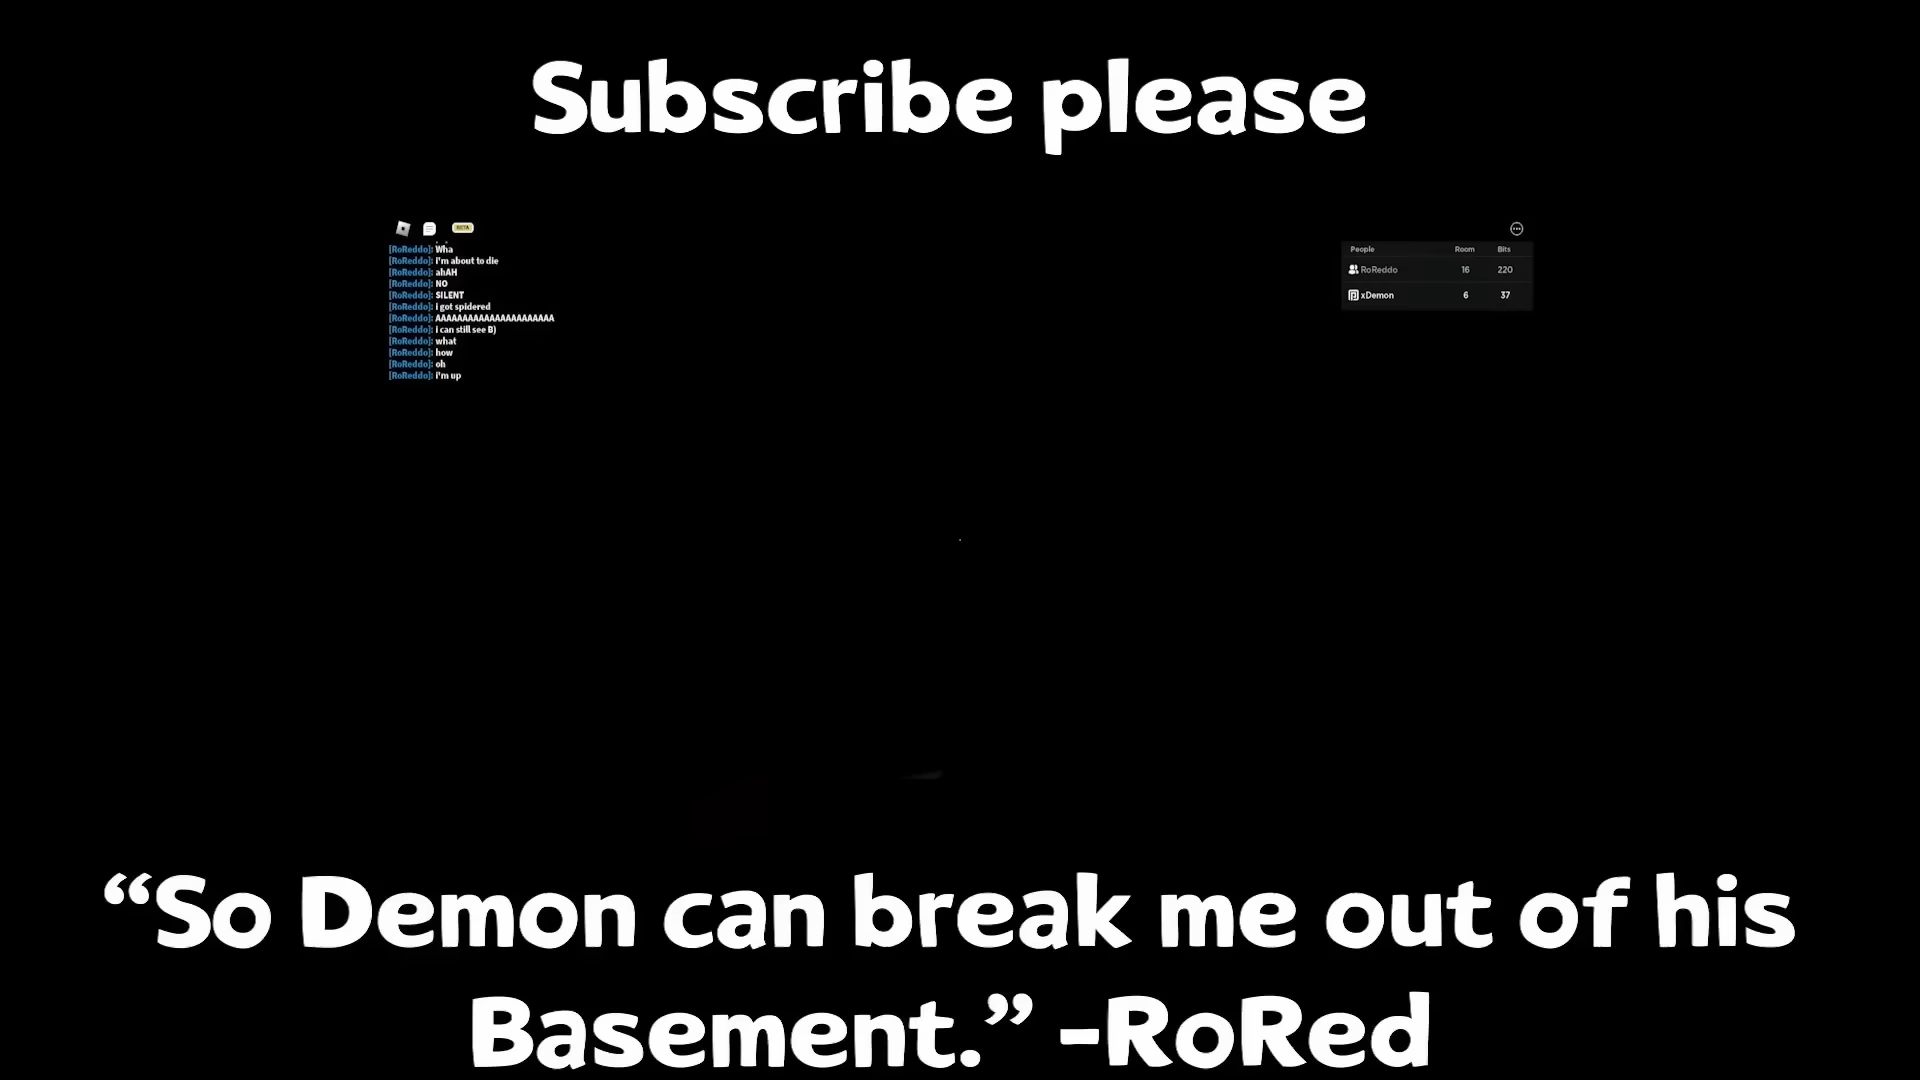 Subscribe please
BETA
People Room Bits
[RoReddo]: Wha
RoReddo 16 220
[RoReddo]: i'm about to die
[RoReddo]: ahAH
[RoReddo]: NO
[RoReddo]: SILENT
xDemon 6 37
[RoReddo]: i got spidered
[RoReddo]: AAAAAAAAAAAAAAAAAAAAAA
[RoReddo]: i can still see B)
[RoReddo]: what
[RoReddo]: how
[RoReddo]: oh
[RoReddo]: i'm up
“So Demon can break me out of his
Basement.” -RoRed